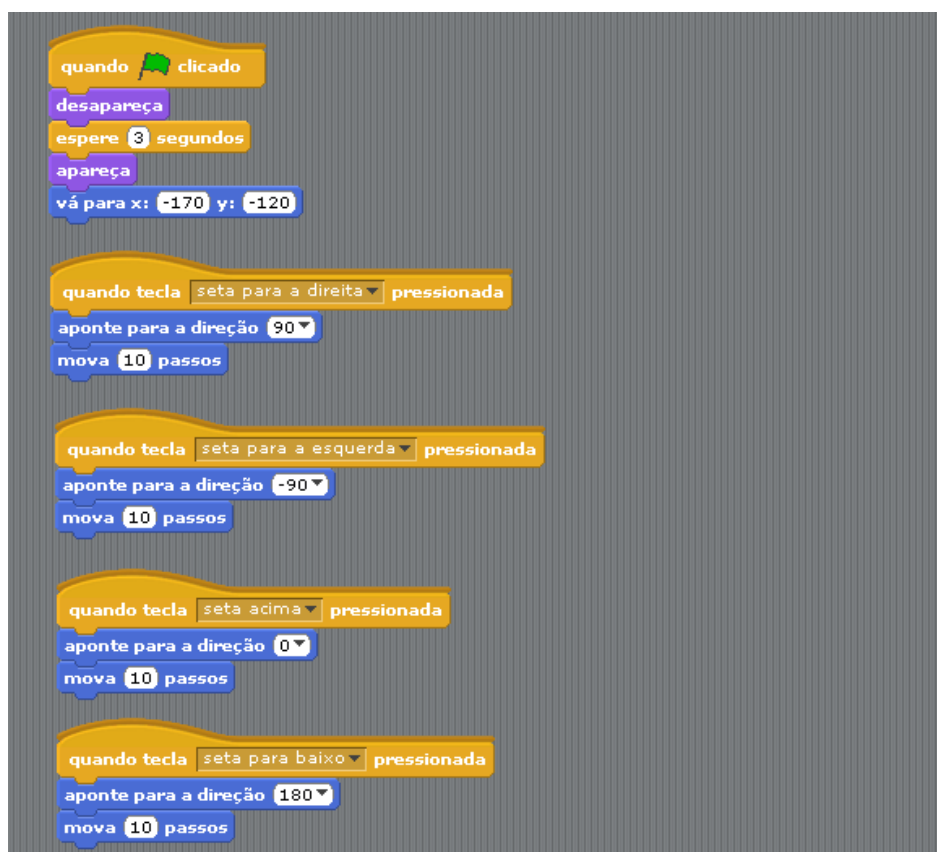 quando clicado
desapareça
espere 3 segundos
apareça
vá para x: -170 y: -120
quando tecla seta para a direita pressionada
aponte para a direção 90
mova 10 passos
quando tecla seta para a esquerda pressionada
aponte para a direção -90
mova 10 passos
quando tecla seta acima pressionada
aponte para a direção 0
mova 10 passos
quando tecla seta para baixo pressionada
aponte para a direção 180
mova 10 passos